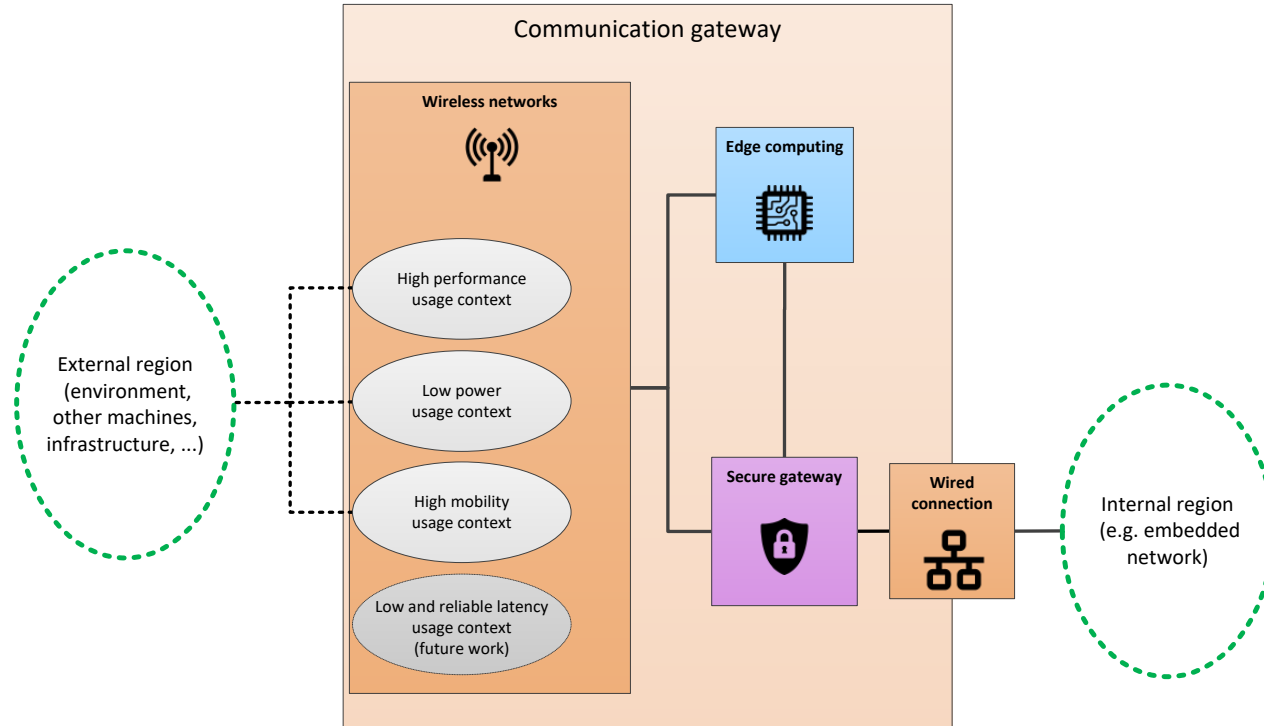 Communication gateway
Wireless networks
Edge computing
High performance
usage context
External region
(environment,
other machines,
infrastructure, ...)
Low power
usage context
High mobility
usage context
Secure gateway
Wired
connection
Internal region
(e.g. embedded
network)
Low and reliable latency
usage context
(future work)